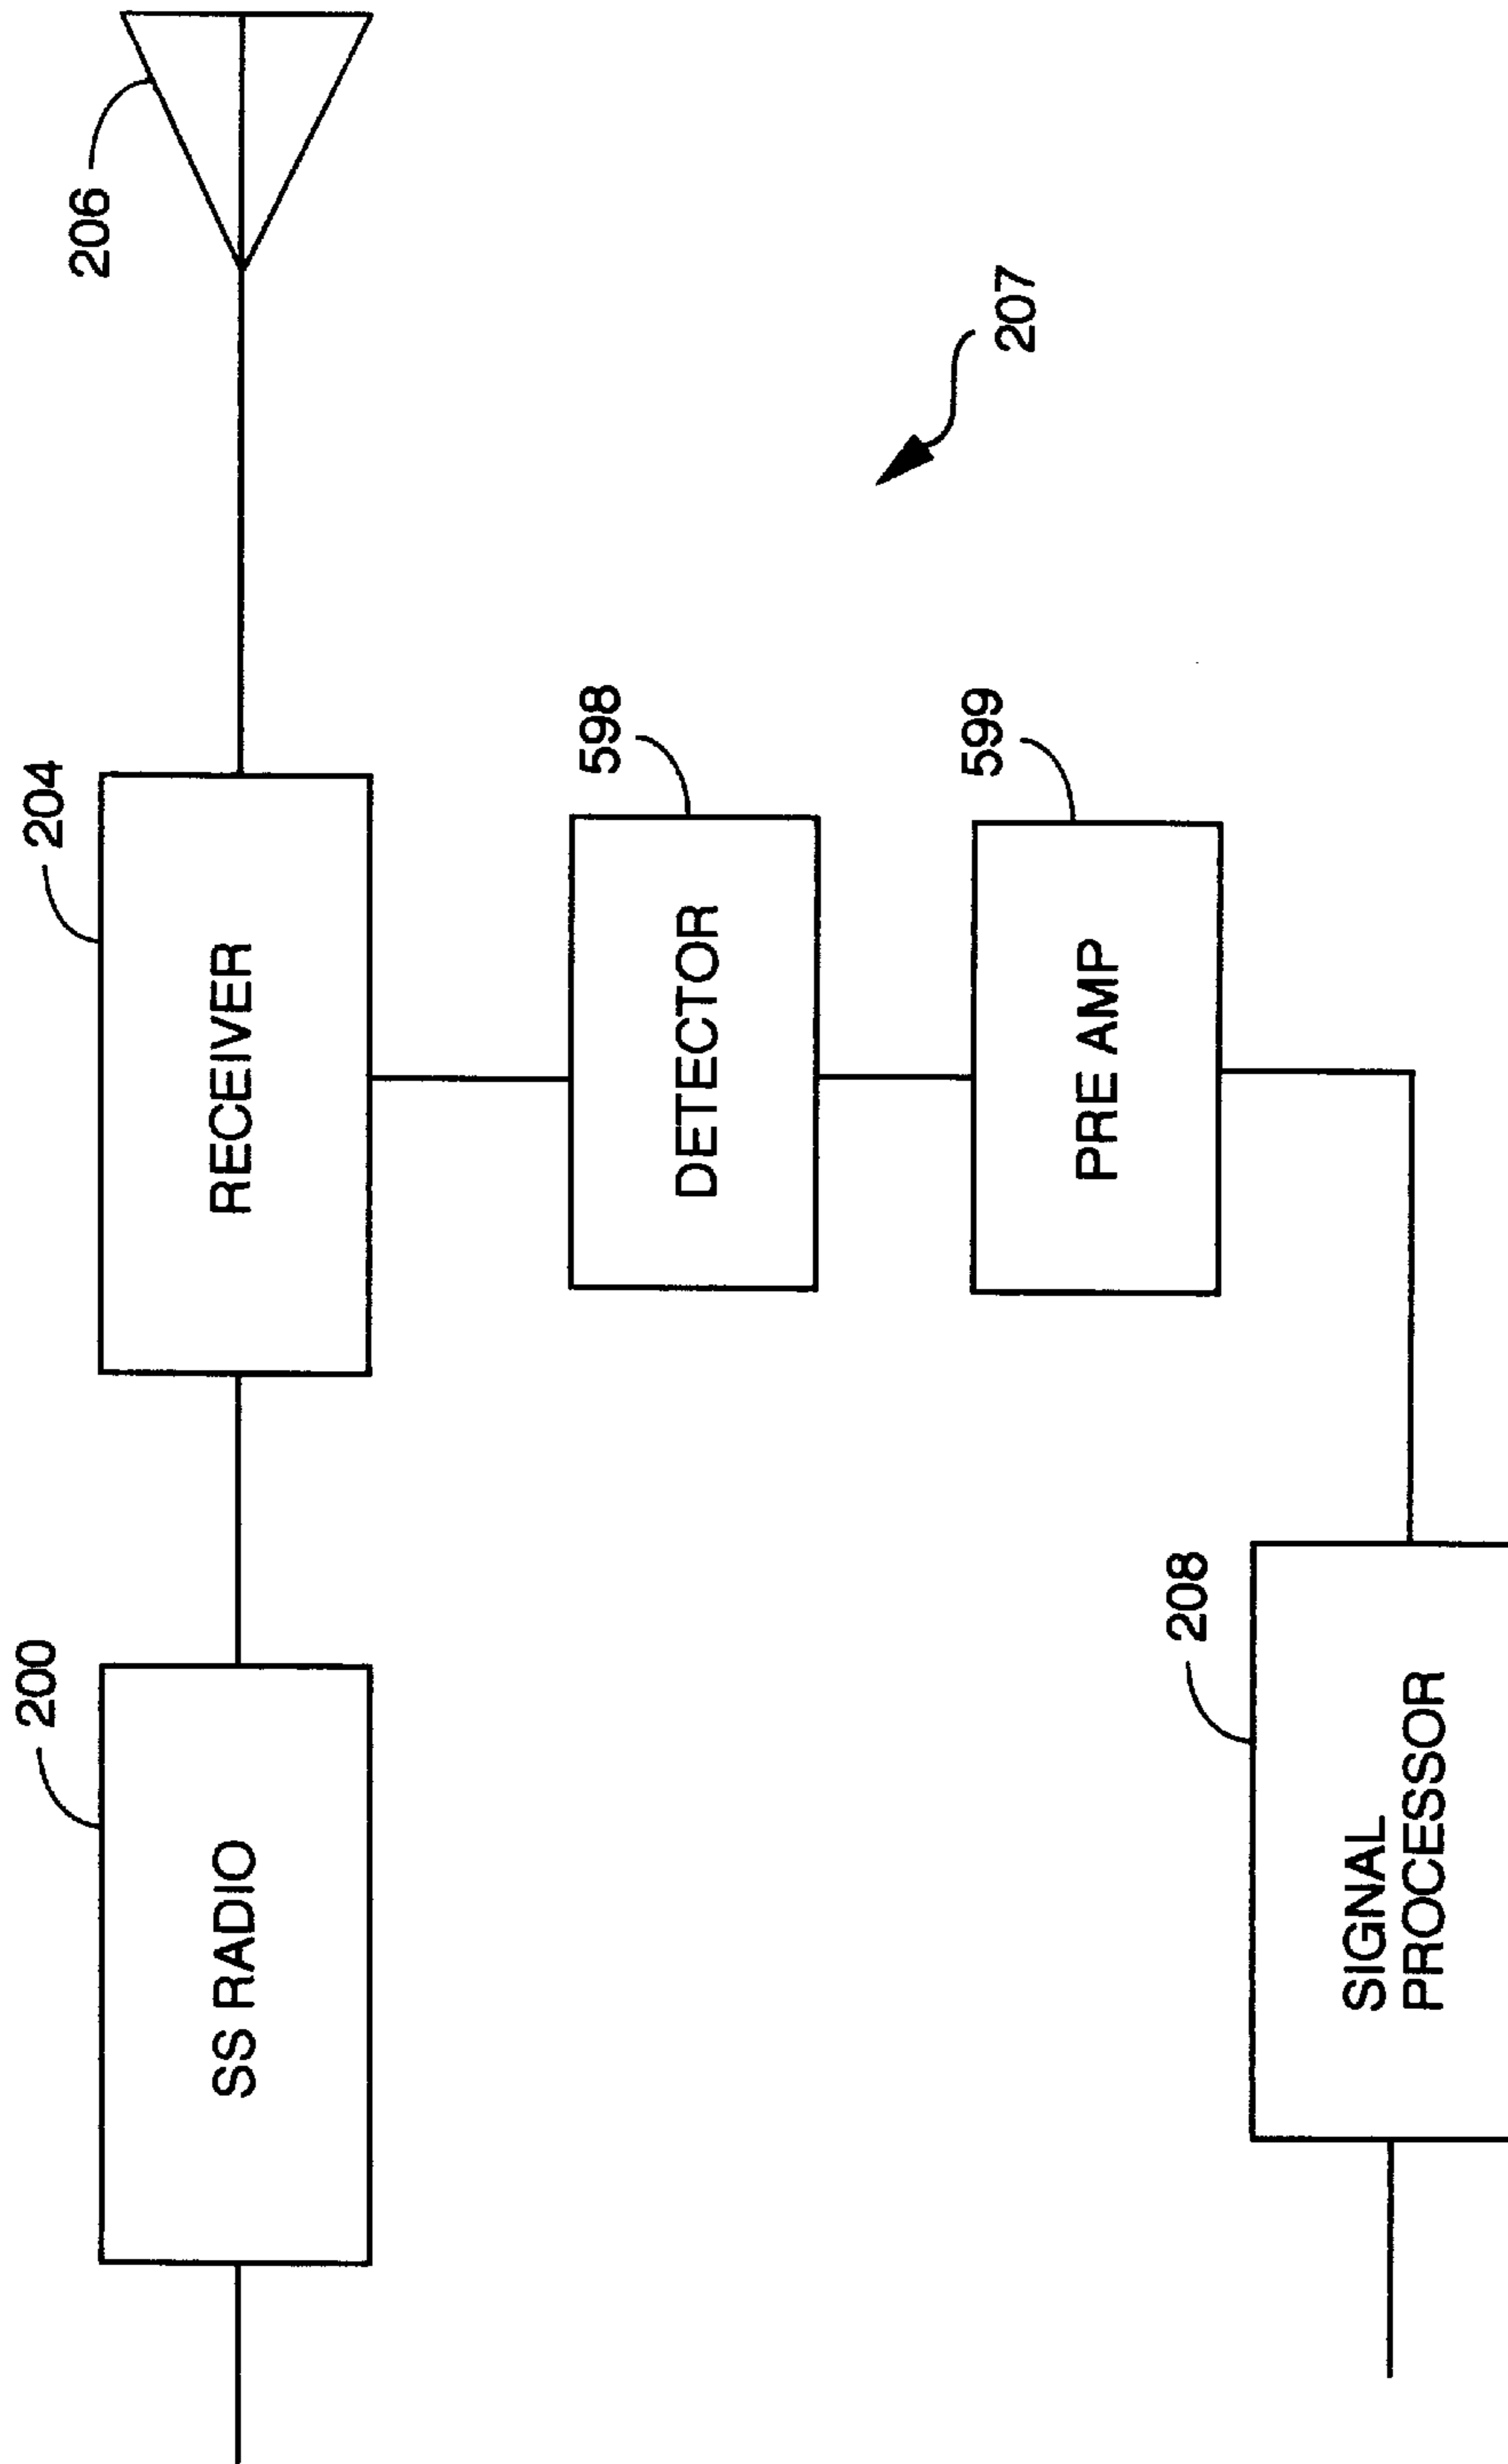 200
SS RADIO
204
RECEIVER
206
598
DETECTOR
599
PRE AMP
207
208
SIGNAL
PROCESSOR